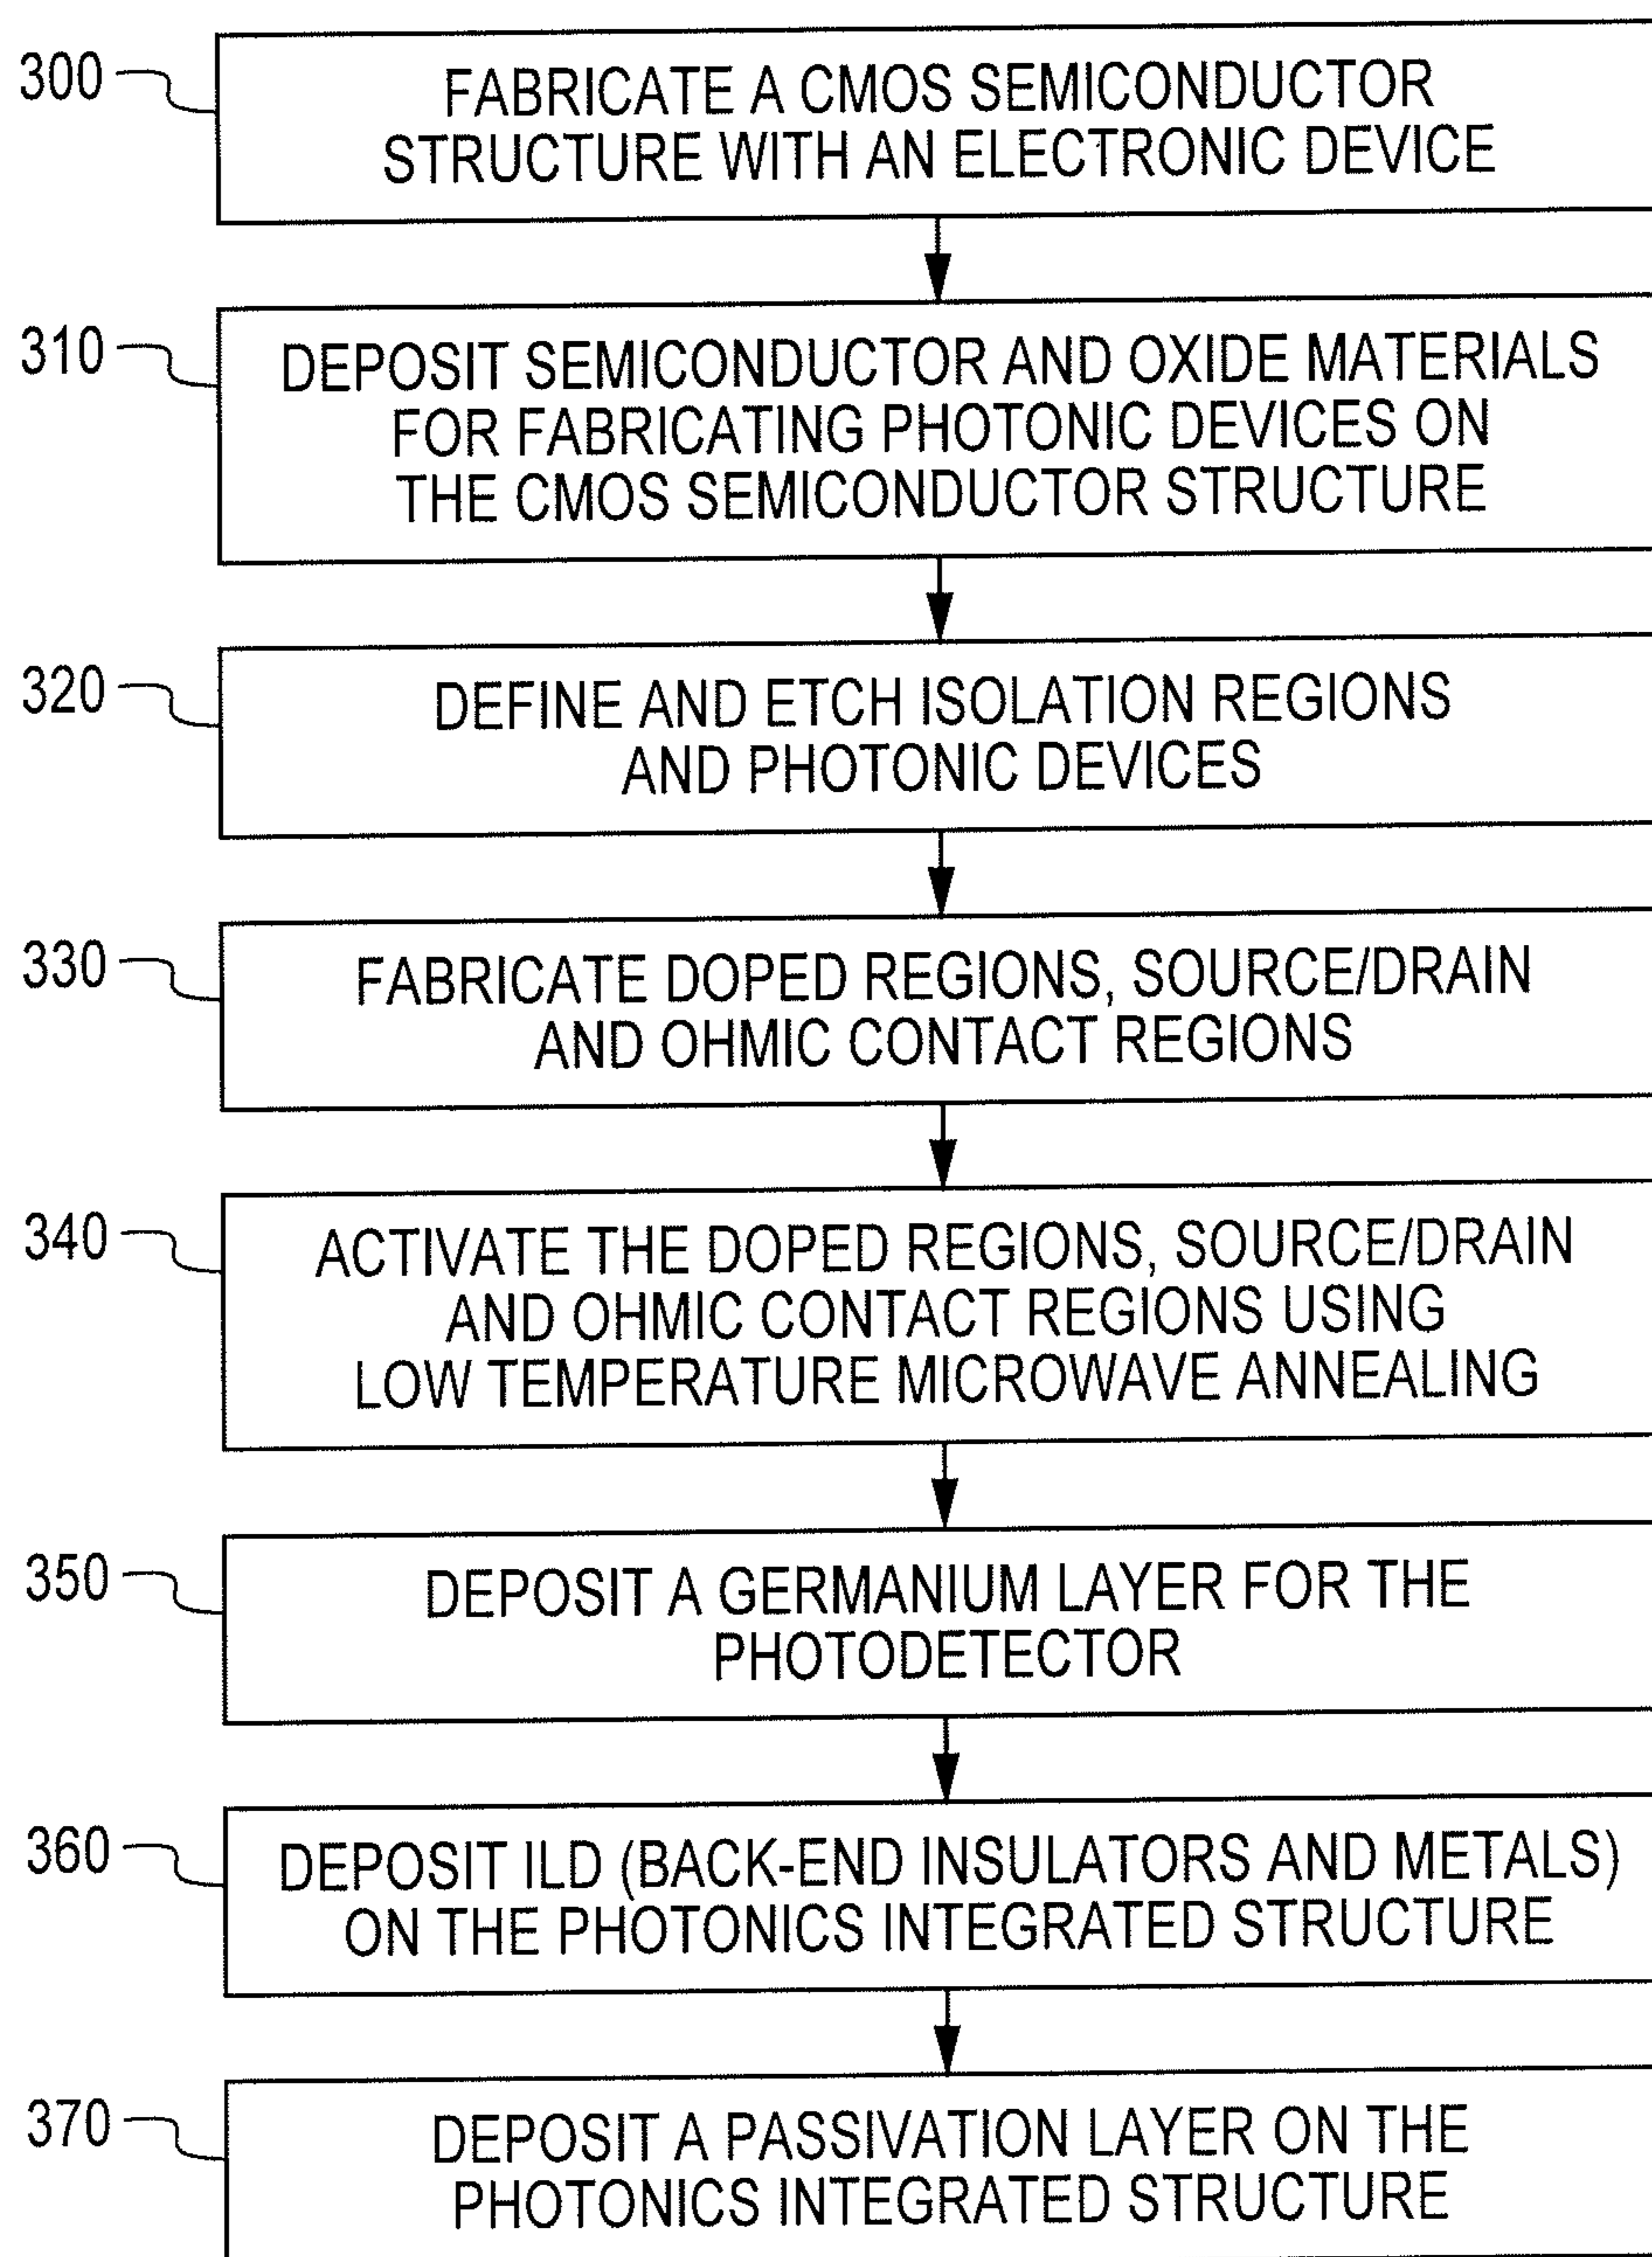 300
FABRICATE A CMOS SEMICONDUCTOR
STRUCTURE WITH AN ELECTRONIC DEVICE
310
DEPOSIT SEMICONDUCTOR AND OXIDE MATERIALS
FOR FABRICATING PHOTONIC DEVICES ON
THE CMOS SEMICONDUCTOR STRUCTURE
320
DEFINE AND ETCH ISOLATION REGIONS
AND PHOTONIC DEVICES
330
FABRICATE DOPED REGIONS, SOURCE/DRAIN
AND OHMIC CONTACT REGIONS
340
ACTIVATE THE DOPED REGIONS, SOURCE/DRAIN
AND OHMIC CONTACT REGIONS USING
LOW TEMPERATURE MICROWAVE ANNEALING
350
DEPOSIT A GERMANIUM LAYER FOR THE
PHOTODETECTOR
360
DEPOSIT ILD (BACK-END INSULATORS AND METALS)
ON THE PHOTONICS INTEGRATED STRUCTURE
370
DEPOSIT A PASSIVATION LAYER ON THE
PHOTONICS INTEGRATED STRUCTURE